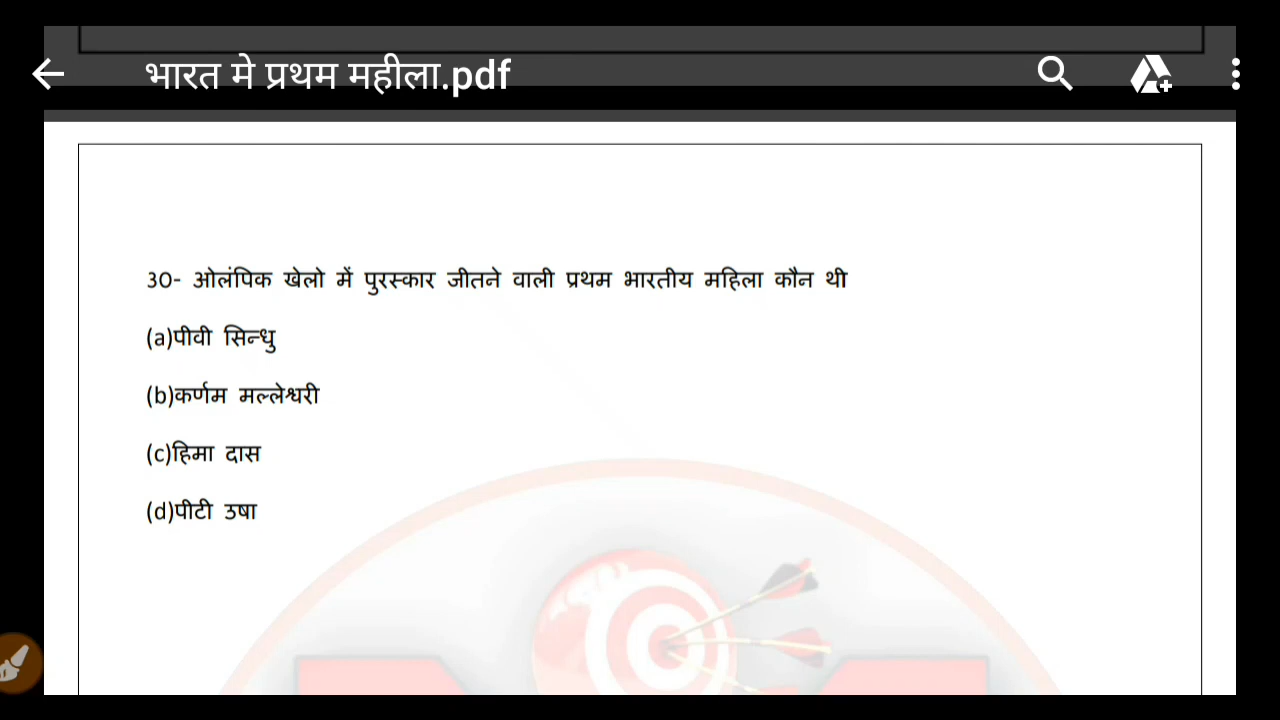 भारत मे प्रथम महीला.pdf
30- ओलंपिक खेलो में पुरस्कार जीतने वाली प्रथम भारतीय महिला कौन थी
(a)पीवी सिन्धु
(b)कर्णम मल्लेश्वरी
(c)हिमा दास
(d)पीटी उषा